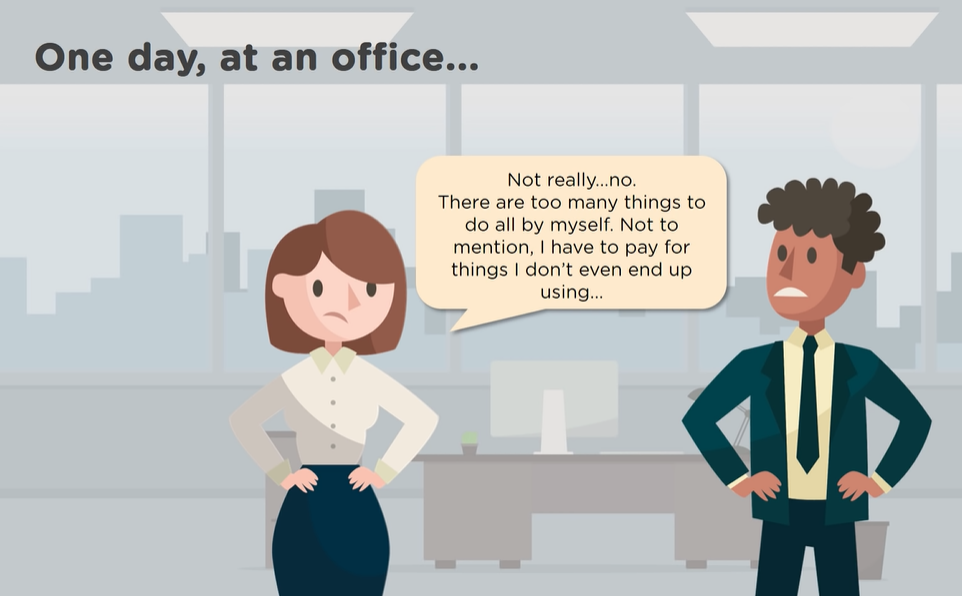 One day, at an office...
Not really...no.
There are too many things to
do all by myself. Not to
mention, I have to pay for
things I don’t even end up
using...